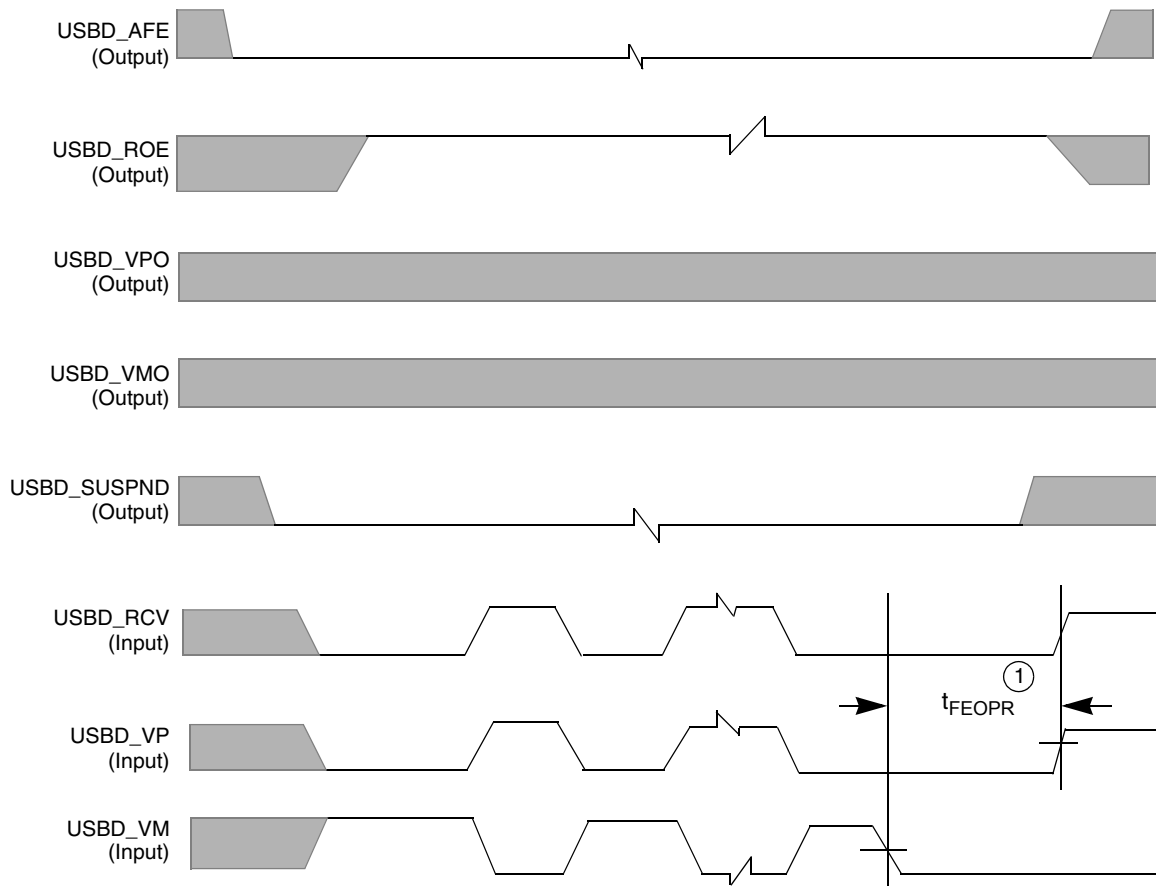 USBD_AFE
(Output)
USBD_ROE
(Output)
USBD_VPO
(Output)
USBD_VMO
(Output)
USBD_SUSPND
(Output)
USBD_RCV
(Input)
1
tFEOPR
USBD_VP
(Input)
USBD_VM
(Input)